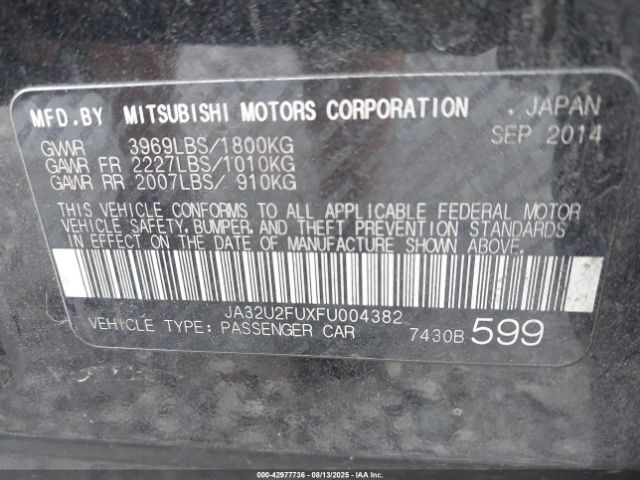 MFD.BY MITSUBISHI MOTORS CORPORATION . JAPAN
SEP 2014
GVWR 3969LBS/1800KG
GAWR FR 2227LBS/1010KG
GAWR RR 2007LBS/ 910KG
THIS VEHICLE CONFORMS TO ALL APPLICABLE FEDERAL MOTOR
VEHICLE SAFETY, BUMPER, AND THEFT PREVENTION STANDARDS
IN EFFECT ON THE DATE OF MANUFACTURE SHOWN ABOVE.
JA32U2FUXFU004382
VEHICLE TYPE: PASSENGER CAR 7430B 599
000-42977736 - 08/13/2025 - IAAI.COM